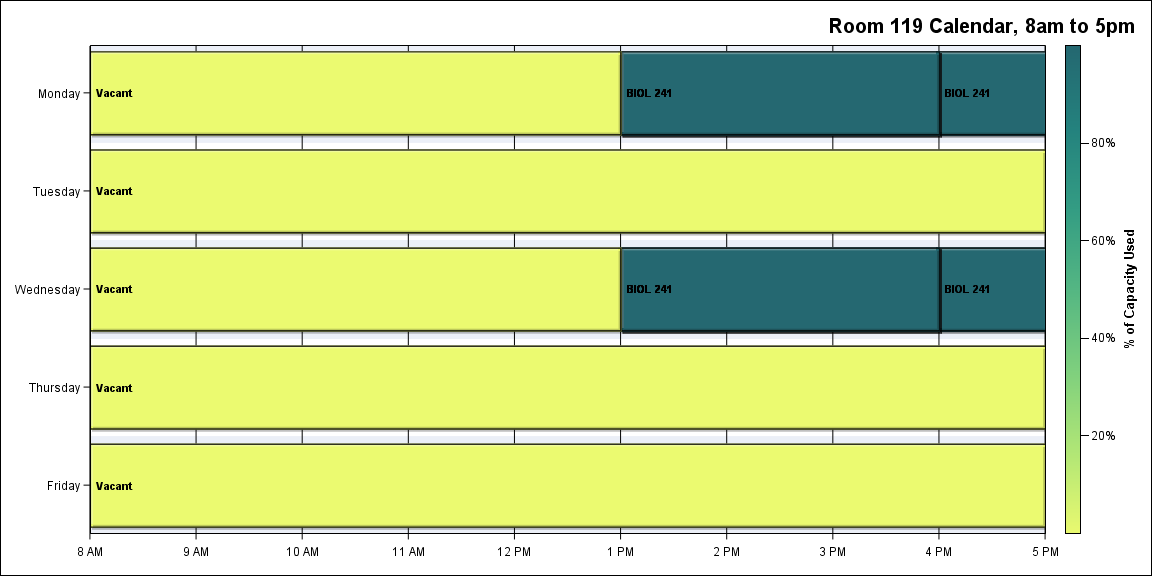 Room 119 Calendar, 8am to 5pm
Monday
Vacant
BIOL 241
BIOL 241
Tuesday
Vacant
Wednesday
Vacant
BIOL 241
BIOL 241
Thursday
Vacant
Friday
Vacant
8 AM
9 AM
10 AM
11 AM
12 PM
1 PM
2 PM
3 PM
4 PM
5 PM
80%
60%
40%
20%
% of Capacity Used